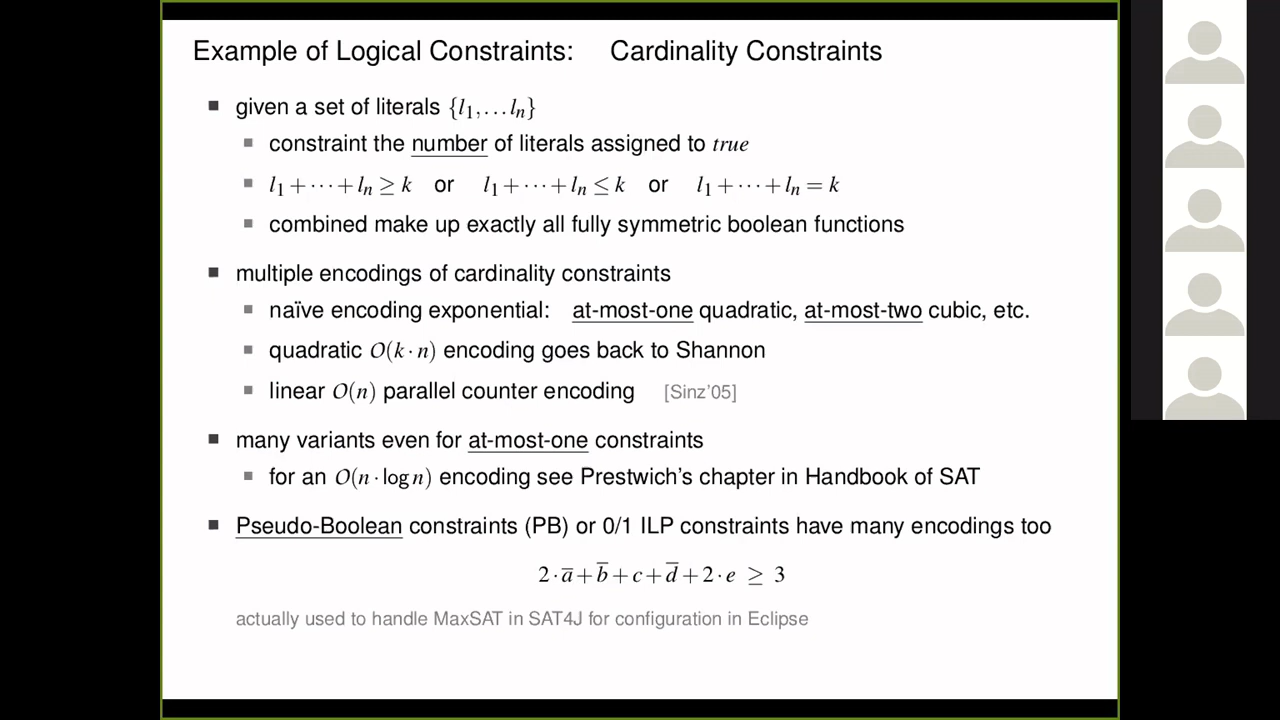 Example of Logical Constraints: Cardinality Constraints
given a set of literals {l₁,…lₙ}
constraint the number of literals assigned to true
l₁+⋯+lₙ ≥ k or l₁+⋯+lₙ ≤ k or l₁+⋯+lₙ = k
combined make up exactly all fully symmetric boolean functions
multiple encodings of cardinality constraints
naïve encoding exponential: at-most-one quadratic, at-most-two cubic, etc.
quadratic O(k·n) encoding goes back to Shannon
linear O(n) parallel counter encoding [Sinz'05]
many variants even for at-most-one constraints
for an O(n·log n) encoding see Prestwich's chapter in Handbook of SAT
Pseudo-Boolean constraints (PB) or 0/1 ILP constraints have many encodings too
2·a̅+b̅+c+d̅+2·e ≥ 3
actually used to handle MaxSAT in SAT4J for configuration in Eclipse